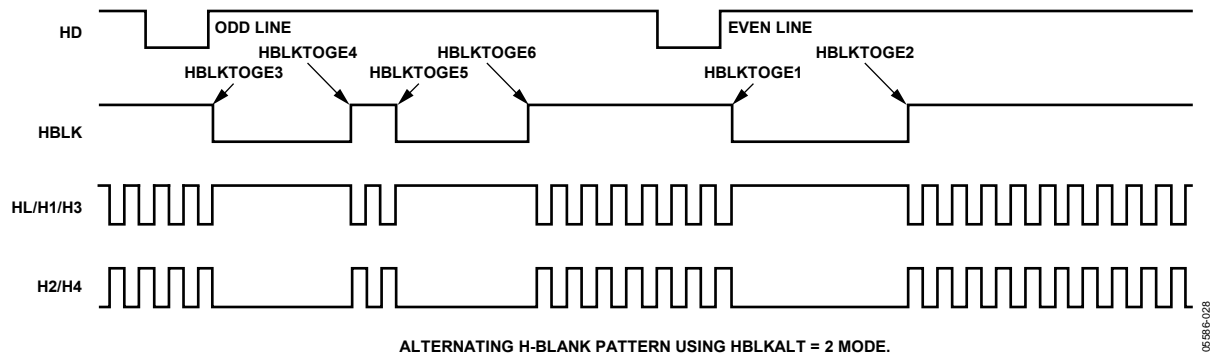 HD
ODD LINE
EVEN LINE
HBLKTOGE4
HBLKTOGE6
HBLKTOGE2
HBLKTOGE3
HBLKTOGE5
HBLKTOGE1
HBLK
HL/H1/H3
H2/H4
ALTERNATING H-BLANK PATTERN USING HBLKALT = 2 MODE.
05586-028